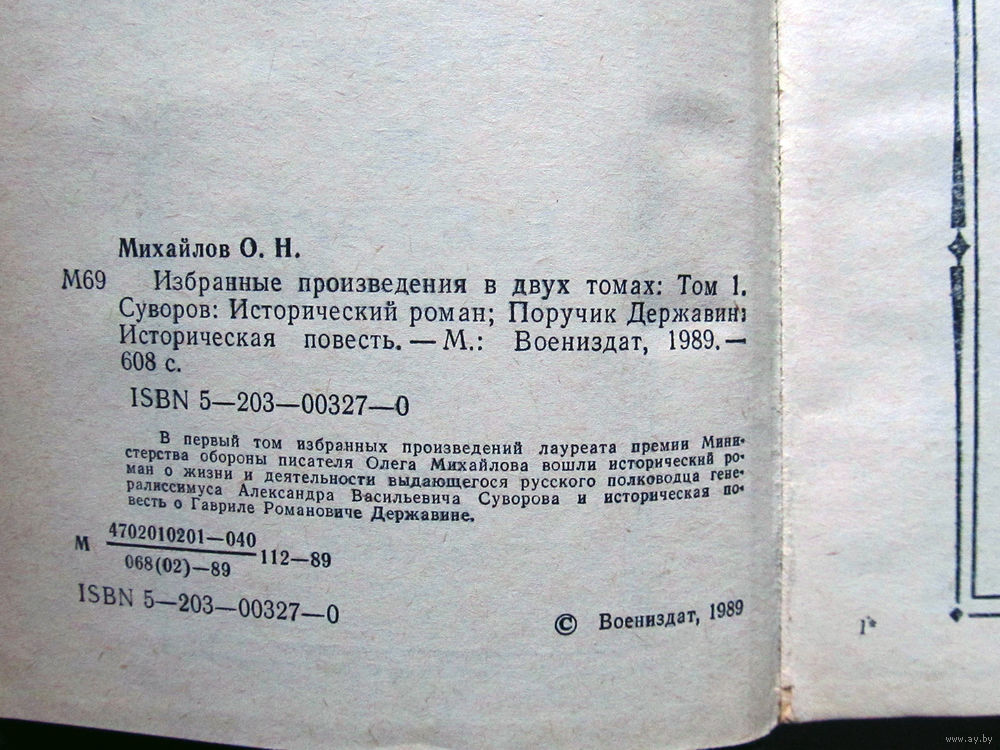 Михайлов О. Н.
М69 Избранные произведения в двух томах: Том 1.
Суворов: Исторический роман; Поручик Державин:
Историческая повесть. — М.: Воениздат, 1989.—
608 с.
ISBN 5—203—00327—0
В первый том избранных произведений лауреата премии Мини-
стерства обороны писателя Олега Михайлова вошли исторический ро-
ман о жизни и деятельности выдающегося русского полководца гене-
ралиссимуса Александра Васильевича Суворова и историческая по-
весть о Гавриле Романовиче Державине.
М 4702010201—040
068(02)—89 112—89
ISBN 5—203—00327—0
© Воениздат, 1989
1*
www.ay.by